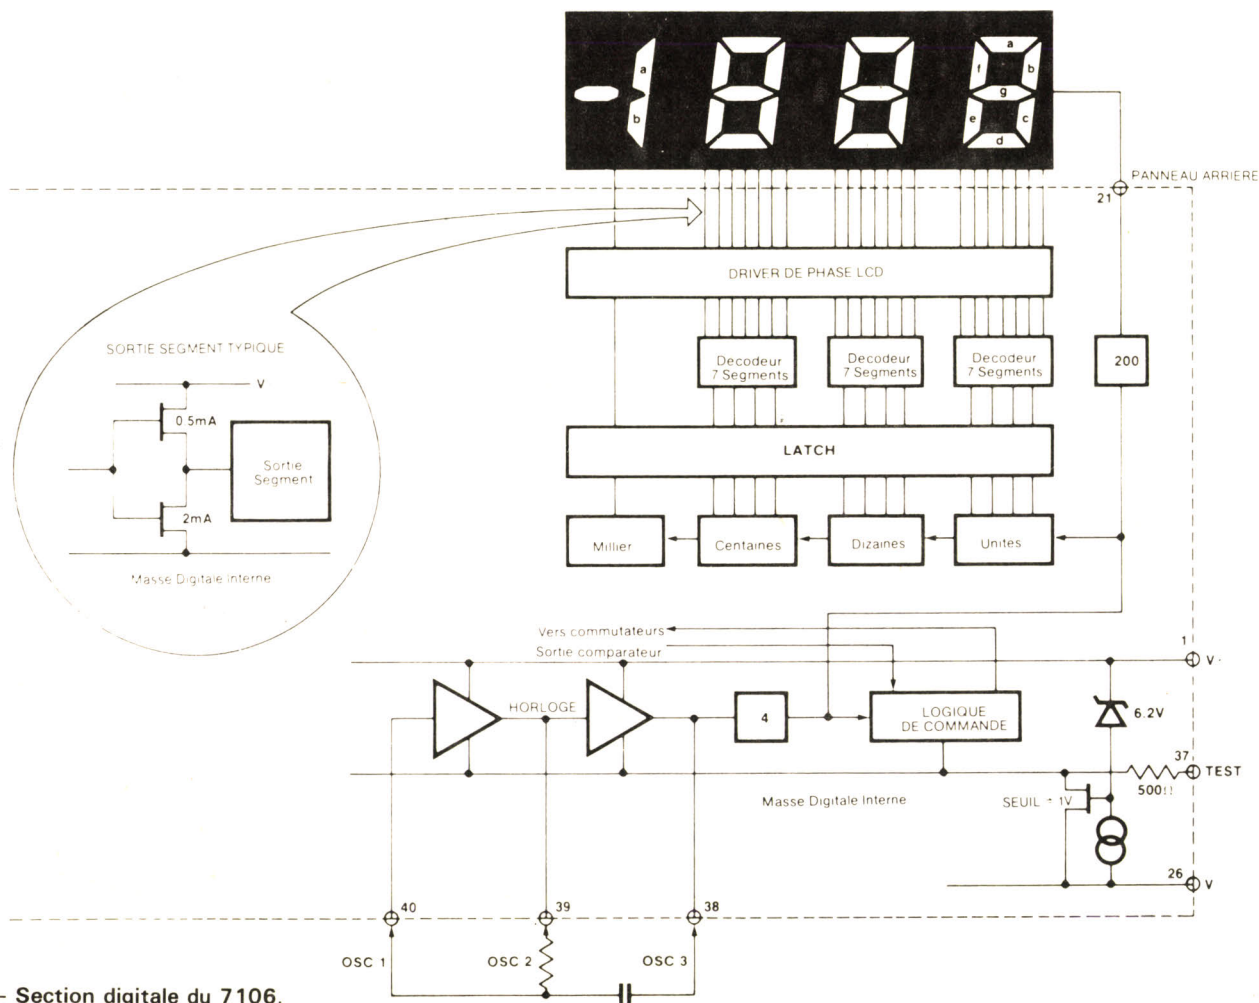 -1888
a
b
a
f
b
g
e
c
d
PANNEAU ARRIERE
21
DRIVER DE PHASE LCD
SORTIE SEGMENT TYPIQUE
V
0 5mA
Sortie
Segment
2mA
Masse Digitale Interne
Decodeur
7 Segments
Decodeur
7 Segments
Decodeur
7 Segments
200
LATCH
Millier
Centaines
Dizaines
Unites
Vers commutateurs
Sortie comparateur
1
V
HORLOGE
4
LOGIQUE
DE COMMANDE
6.2V
37
TEST
500Ω
Masse Digitale Interne
SEUIL = 1V
26
V
40
39
38
OSC 1
OSC 2
OSC 3
- Section digitale du 7106.